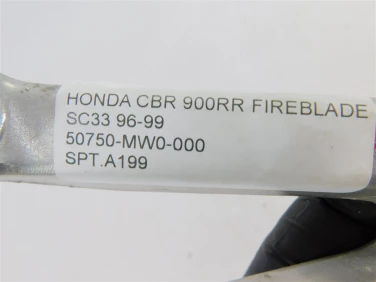 HONDA CBR 900RR FIREBLADE
SC33 96-99
50750-MW0-000
SPT.A199